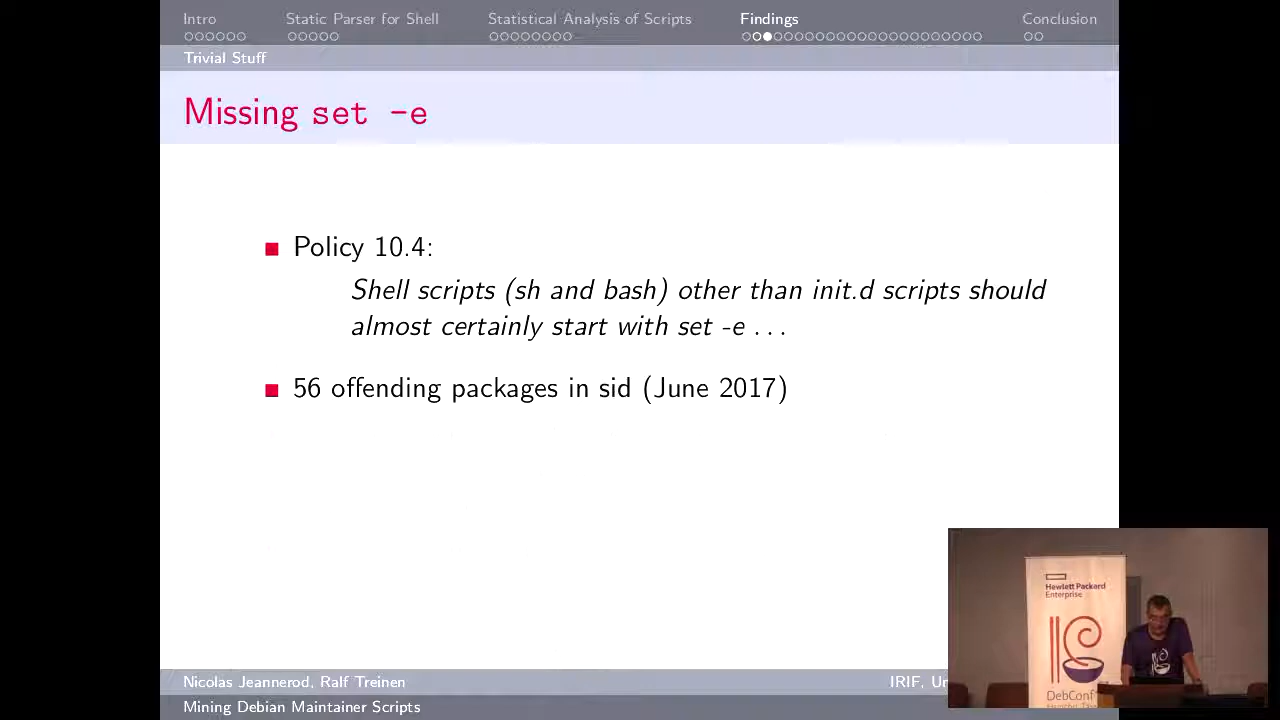 Intro Static Parser for Shell Statistical Analysis of Scripts Findings Conclusion
Trivial Stuff
Missing set -e
Policy 10.4:
Shell scripts (sh and bash) other than init.d scripts should
almost certainly start with set -e ...
56 offending packages in sid (June 2017)
Nicolas Jeannerod, Ralf Treinen IRIF, Un
Mining Debian Maintainer Scripts
Hewlett Packard
Enterprise
DebConf